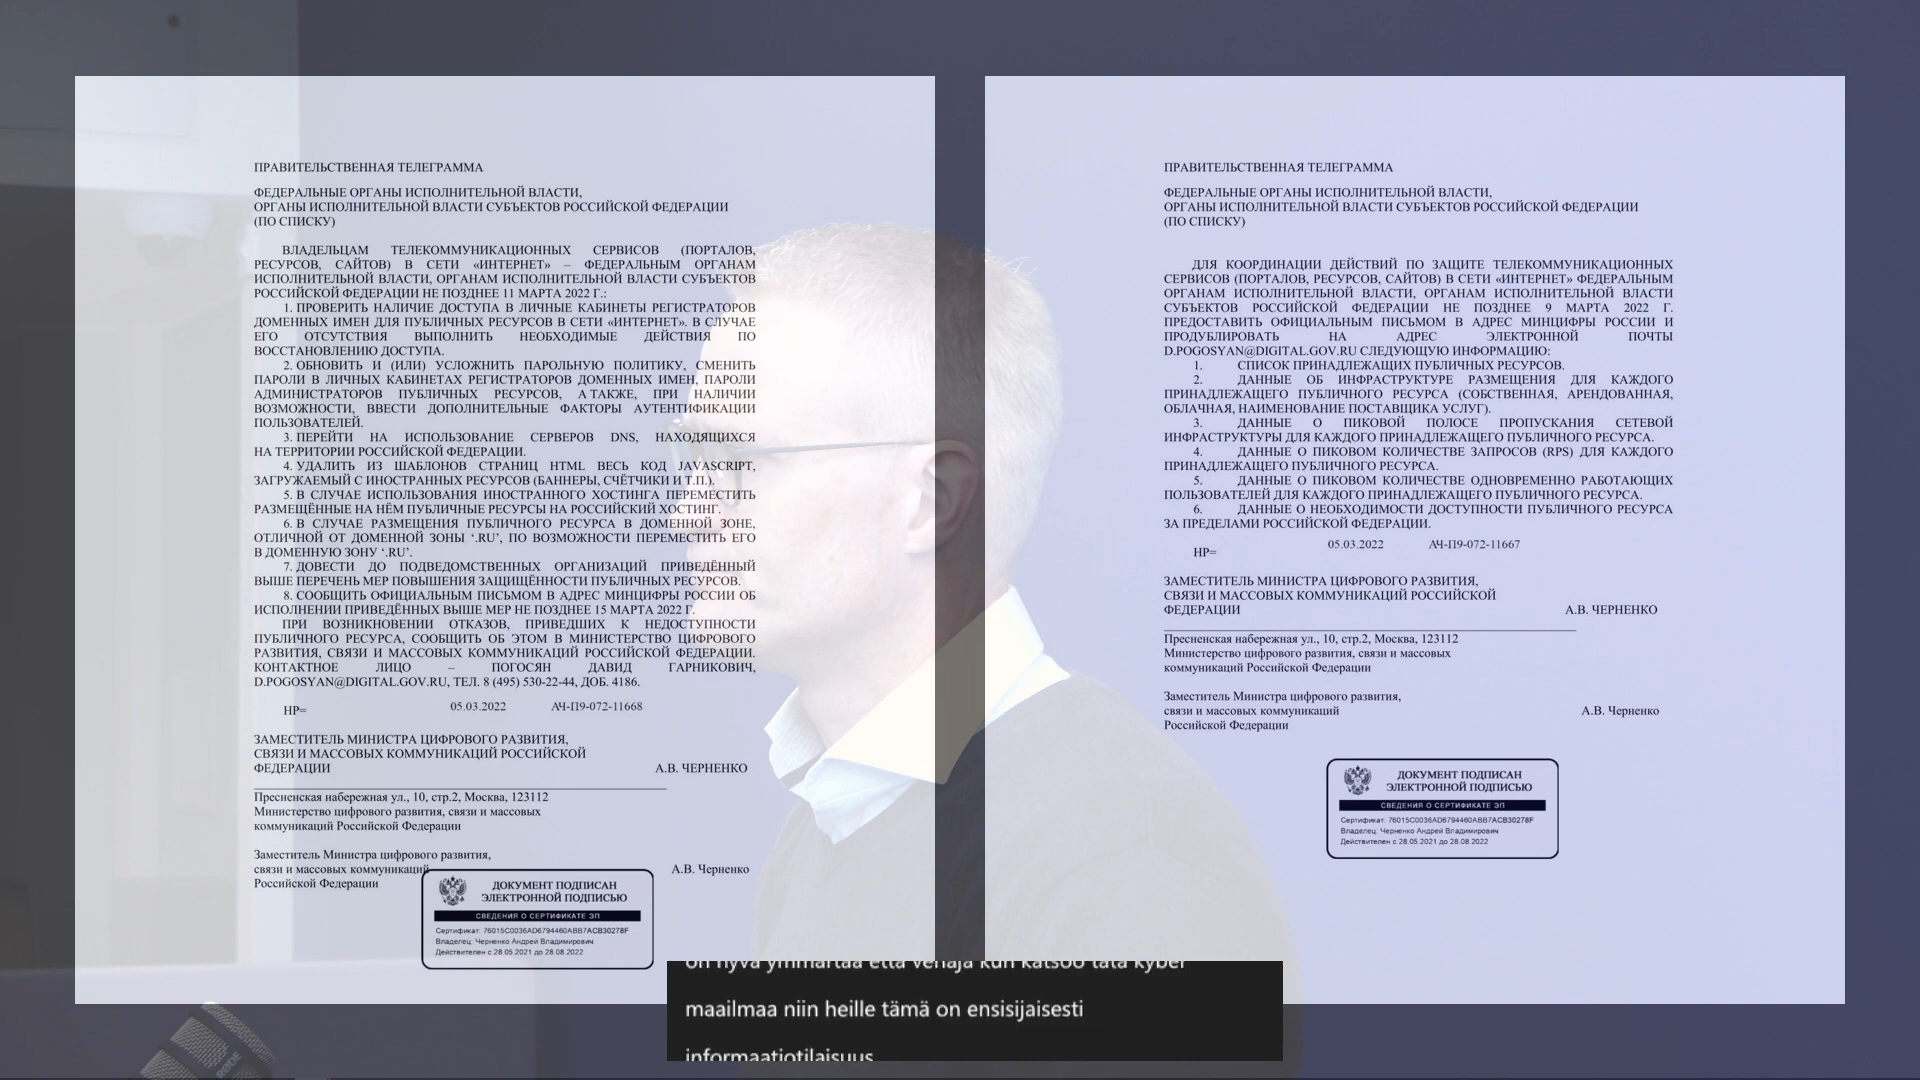 ПРАВИТЕЛЬСТВЕННАЯ ТЕЛЕГРАММА
ФЕДЕРАЛЬНЫЕ ОРГАНЫ ИСПОЛНИТЕЛЬНОЙ ВЛАСТИ,
ОРГАНЫ ИСПОЛНИТЕЛЬНОЙ ВЛАСТИ СУБЪЕКТОВ РОССИЙСКОЙ ФЕДЕРАЦИИ
(ПО СПИСКУ)
ВЛАДЕЛЬЦАМ ТЕЛЕКОММУНИКАЦИОННЫХ СЕРВИСОВ (ПОРТАЛОВ,
РЕСУРСОВ, САЙТОВ) В СЕТИ «ИНТЕРНЕТ» – ФЕДЕРАЛЬНЫМ ОРГАНАМ
ИСПОЛНИТЕЛЬНОЙ ВЛАСТИ, ОРГАНАМ ИСПОЛНИТЕЛЬНОЙ ВЛАСТИ СУБЪЕКТОВ
РОССИЙСКОЙ ФЕДЕРАЦИИ НЕ ПОЗДНЕЕ 11 МАРТА 2022 Г.:
1. ПРОВЕРИТЬ НАЛИЧИЕ ДОСТУПА В ЛИЧНЫЕ КАБИНЕТЫ РЕГИСТРАТОРОВ
ДОМЕННЫХ ИМЕН ДЛЯ ПУБЛИЧНЫХ РЕСУРСОВ В СЕТИ «ИНТЕРНЕТ». В СЛУЧАЕ
ЕГО ОТСУТСТВИЯ ВЫПОЛНИТЬ НЕОБХОДИМЫЕ ДЕЙСТВИЯ ПО
ВОССТАНОВЛЕНИЮ ДОСТУПА.
2. ОБНОВИТЬ И (ИЛИ) УСЛОЖНИТЬ ПАРОЛЬНУЮ ПОЛИТИКУ, СМЕНИТЬ
ПАРОЛИ В ЛИЧНЫХ КАБИНЕТАХ РЕГИСТРАТОРОВ ДОМЕННЫХ ИМЕН, ПАРОЛИ
АДМИНИСТРАТОРОВ ПУБЛИЧНЫХ РЕСУРСОВ, А ТАКЖЕ, ПРИ НАЛИЧИИ
ВОЗМОЖНОСТИ, ВВЕСТИ ДОПОЛНИТЕЛЬНЫЕ ФАКТОРЫ АУТЕНТИФИКАЦИИ
ПОЛЬЗОВАТЕЛЕЙ.
3. ПЕРЕЙТИ НА ИСПОЛЬЗОВАНИЕ СЕРВЕРОВ DNS, НАХОДЯЩИХСЯ
НА ТЕРРИТОРИИ РОССИЙСКОЙ ФЕДЕРАЦИИ.
4. УДАЛИТЬ ИЗ ШАБЛОНОВ СТРАНИЦ HTML ВЕСЬ КОД JAVASCRIPT,
ЗАГРУЖАЕМЫЙ С ИНОСТРАННЫХ РЕСУРСОВ (БАННЕРЫ, СЧЁТЧИКИ И Т.П.).
5. В СЛУЧАЕ ИСПОЛЬЗОВАНИЯ ИНОСТРАННОГО ХОСТИНГА ПЕРЕМЕСТИТЬ
РАЗМЕЩЁННЫЕ НА НЁМ ПУБЛИЧНЫЕ РЕСУРСЫ НА РОССИЙСКИЙ ХОСТИНГ.
6. В СЛУЧАЕ РАЗМЕЩЕНИЯ ПУБЛИЧНОГО РЕСУРСА В ДОМЕННОЙ ЗОНЕ,
ОТЛИЧНОЙ ОТ ДОМЕННОЙ ЗОНЫ ‘.RU’, ПО ВОЗМОЖНОСТИ ПЕРЕМЕСТИТЬ ЕГО
В ДОМЕННУЮ ЗОНУ ‘.RU’.
7. ДОВЕСТИ ДО ПОДВЕДОМСТВЕННЫХ ОРГАНИЗАЦИЙ ПРИВЕДЁННЫЙ
ВЫШЕ ПЕРЕЧЕНЬ МЕР ПОВЫШЕНИЯ ЗАЩИЩЁННОСТИ ПУБЛИЧНЫХ РЕСУРСОВ.
8. СООБЩИТЬ ОФИЦИАЛЬНЫМ ПИСЬМОМ В АДРЕС МИНЦИФРЫ РОССИИ ОБ
ИСПОЛНЕНИИ ПРИВЕДЁННЫХ ВЫШЕ МЕР НЕ ПОЗДНЕЕ 15 МАРТА 2022 Г.
ПРИ ВОЗНИКНОВЕНИИ ОТКАЗОВ, ПРИВЕДШИХ К НЕДОСТУПНОСТИ
ПУБЛИЧНОГО РЕСУРСА, СООБЩИТЬ ОБ ЭТОМ В МИНИСТЕРСТВО ЦИФРОВОГО
РАЗВИТИЯ, СВЯЗИ И МАССОВЫХ КОММУНИКАЦИЙ РОССИЙСКОЙ ФЕДЕРАЦИИ.
КОНТАКТНОЕ ЛИЦО – ПОГОСЯН ДАВИД ГАРНИКОВИЧ,
D.POGOSYAN@DIGITAL.GOV.RU, ТЕЛ. 8 (495) 530-22-44, ДОБ. 4186.
НР= 05.03.2022 АЧ-П9-072-11668
ЗАМЕСТИТЕЛЬ МИНИСТРА ЦИФРОВОГО РАЗВИТИЯ,
СВЯЗИ И МАССОВЫХ КОММУНИКАЦИЙ РОССИЙСКОЙ
ФЕДЕРАЦИИ А.В. ЧЕРНЕНКО
Пресненская набережная ул., 10, стр.2, Москва, 123112
Министерство цифрового развития, связи и массовых
коммуникаций Российской Федерации
Заместитель Министра цифрового развития,
связи и массовых коммуникаций А.В. Черненко
Российской Федерации
ДОКУМЕНТ ПОДПИСАН
ЭЛЕКТРОННОЙ ПОДПИСЬЮ
СВЕДЕНИЯ О СЕРТИФИКАТЕ ЭП
Сертификат: 76015C0036AD6794460ABB7ACB30278F
Владелец: Черненко Андрей Владимирович
Действителен с 28.05.2021 до 28.08.2022
ПРАВИТЕЛЬСТВЕННАЯ ТЕЛЕГРАММА
ФЕДЕРАЛЬНЫЕ ОРГАНЫ ИСПОЛНИТЕЛЬНОЙ ВЛАСТИ,
ОРГАНЫ ИСПОЛНИТЕЛЬНОЙ ВЛАСТИ СУБЪЕКТОВ РОССИЙСКОЙ ФЕДЕРАЦИИ
(ПО СПИСКУ)
ДЛЯ КООРДИНАЦИИ ДЕЙСТВИЙ ПО ЗАЩИТЕ ТЕЛЕКОММУНИКАЦИОННЫХ
СЕРВИСОВ (ПОРТАЛОВ, РЕСУРСОВ, САЙТОВ) В СЕТИ «ИНТЕРНЕТ» ФЕДЕРАЛЬНЫМ
ОРГАНАМ ИСПОЛНИТЕЛЬНОЙ ВЛАСТИ, ОРГАНАМ ИСПОЛНИТЕЛЬНОЙ ВЛАСТИ
СУБЪЕКТОВ РОССИЙСКОЙ ФЕДЕРАЦИИ НЕ ПОЗДНЕЕ 9 МАРТА 2022 Г.
ПРЕДОСТАВИТЬ ОФИЦИАЛЬНЫМ ПИСЬМОМ В АДРЕС МИНЦИФРЫ РОССИИ И
ПРОДУБЛИРОВАТЬ НА АДРЕС ЭЛЕКТРОННОЙ ПОЧТЫ
D.POGOSYAN@DIGITAL.GOV.RU СЛЕДУЮЩУЮ ИНФОРМАЦИЮ:
1. СПИСОК ПРИНАДЛЕЖАЩИХ ПУБЛИЧНЫХ РЕСУРСОВ.
2. ДАННЫЕ ОБ ИНФРАСТРУКТУРЕ РАЗМЕЩЕНИЯ ДЛЯ КАЖДОГО
ПРИНАДЛЕЖАЩЕГО ПУБЛИЧНОГО РЕСУРСА (СОБСТВЕННАЯ, АРЕНДОВАННАЯ,
ОБЛАЧНАЯ, НАИМЕНОВАНИЕ ПОСТАВЩИКА УСЛУГ).
3. ДАННЫЕ О ПИКОВОЙ ПОЛОСЕ ПРОПУСКАНИЯ СЕТЕВОЙ
ИНФРАСТРУКТУРЫ ДЛЯ КАЖДОГО ПРИНАДЛЕЖАЩЕГО ПУБЛИЧНОГО РЕСУРСА.
4. ДАННЫЕ О ПИКОВОМ КОЛИЧЕСТВЕ ЗАПРОСОВ (RPS) ДЛЯ КАЖДОГО
ПРИНАДЛЕЖАЩЕГО ПУБЛИЧНОГО РЕСУРСА.
5. ДАННЫЕ О ПИКОВОМ КОЛИЧЕСТВЕ ОДНОВРЕМЕННО РАБОТАЮЩИХ
ПОЛЬЗОВАТЕЛЕЙ ДЛЯ КАЖДОГО ПРИНАДЛЕЖАЩЕГО ПУБЛИЧНОГО РЕСУРСА.
6. ДАННЫЕ О НЕОБХОДИМОСТИ ДОСТУПНОСТИ ПУБЛИЧНОГО РЕСУРСА
ЗА ПРЕДЕЛАМИ РОССИЙСКОЙ ФЕДЕРАЦИИ.
НР= 05.03.2022 АЧ-П9-072-11667
ЗАМЕСТИТЕЛЬ МИНИСТРА ЦИФРОВОГО РАЗВИТИЯ,
СВЯЗИ И МАССОВЫХ КОММУНИКАЦИЙ РОССИЙСКОЙ
ФЕДЕРАЦИИ А.В. ЧЕРНЕНКО
Пресненская набережная ул., 10, стр.2, Москва, 123112
Министерство цифрового развития, связи и массовых
коммуникаций Российской Федерации
Заместитель Министра цифрового развития,
связи и массовых коммуникаций А.В. Черненко
Российской Федерации
ДОКУМЕНТ ПОДПИСАН
ЭЛЕКТРОННОЙ ПОДПИСЬЮ
СВЕДЕНИЯ О СЕРТИФИКАТЕ ЭП
Сертификат: 76015C0036AD6794460ABB7ACB30278F
Владелец: Черненко Андрей Владимирович
Действителен с 28.05.2021 до 28.08.2022
on hyvä ymmärtää että venäjä kun katsoo tätä kyber
maailmaa niin heille tämä on ensisijaisesti
informaatiotilaisuus
RØDE